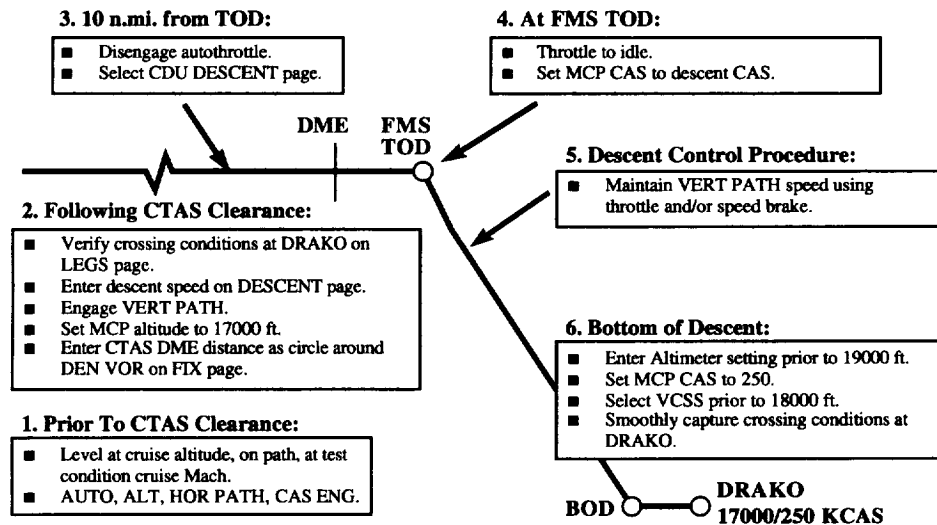 3. 10 n.mi. from TOD:
■ Disengage autothrottle.
■ Select CDU DESCENT page.
4. At FMS TOD:
■ Throttle to idle.
■ Set MCP CAS to descent CAS.
DME
FMS
TOD
5. Descent Control Procedure:
■ Maintain VERT PATH speed using
throttle and/or speed brake.
2. Following CTAS Clearance:
■ Verify crossing conditions at DRAKO on
LEGS page.
■ Enter descent speed on DESCENT page.
■ Engage VERT PATH.
■ Set MCP altitude to 17000 ft.
■ Enter CTAS DME distance as circle around
DEN VOR on FIX page.
6. Bottom of Descent:
■ Enter Altimeter setting prior to 19000 ft.
■ Set MCP CAS to 250.
■ Select VCSS prior to 18000 ft.
■ Smoothly capture crossing conditions at
DRAKO.
1. Prior To CTAS Clearance:
■ Level at cruise altitude, on path, at test
condition cruise Mach.
■ AUTO, ALT, HOR PATH, CAS ENG.
BOD
DRAKO
17000/250 KCAS